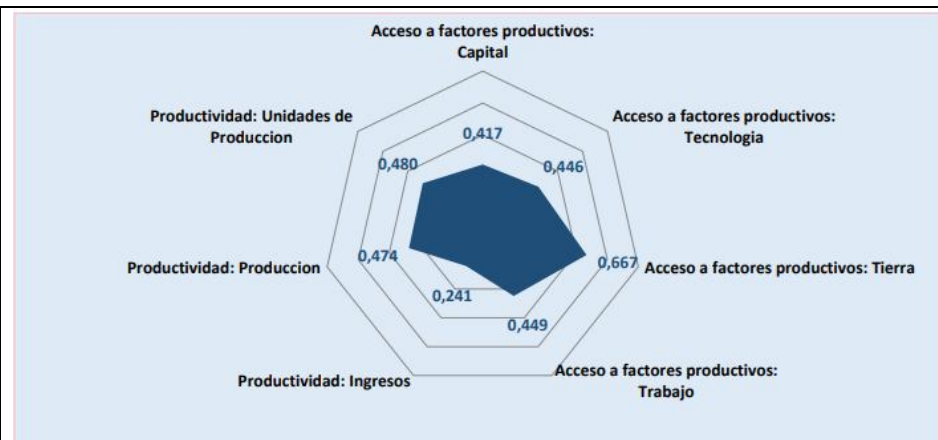 Acceso a factores productivos:
Capital
Productividad: Unidades de
Produccion
Acceso a factores productivos:
Tecnologia
0,417
0,480
0,446
Productividad: Produccion
0,474
0,667
Acceso a factores productivos: Tierra
0,241
0,449
Productividad: Ingresos
Acceso a factores productivos:
Trabajo